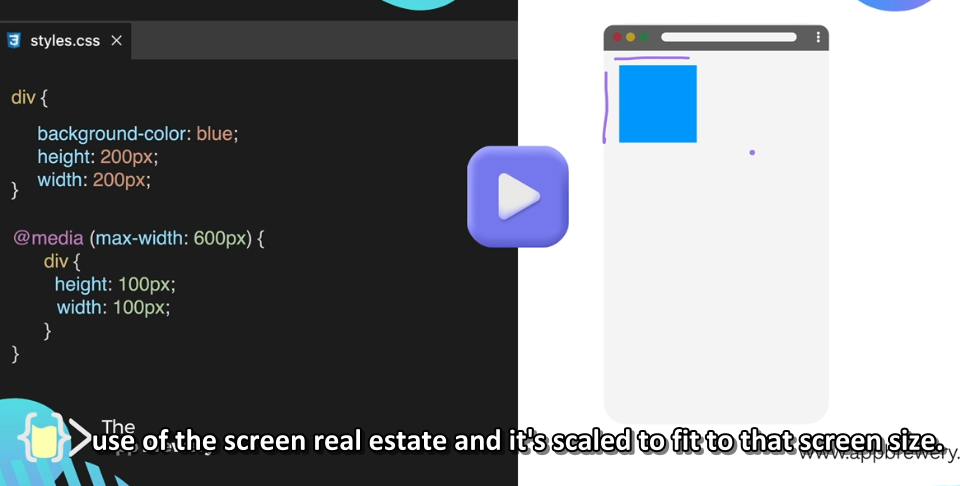 styles.css
div {
background-color: blue;
height: 200px;
width: 200px;
}
@media (max-width: 600px) {
div {
height: 100px;
width: 100px;
}
}
The
use of the screen real estate and it's scaled to fit to that screen size.
www.appbrewery.